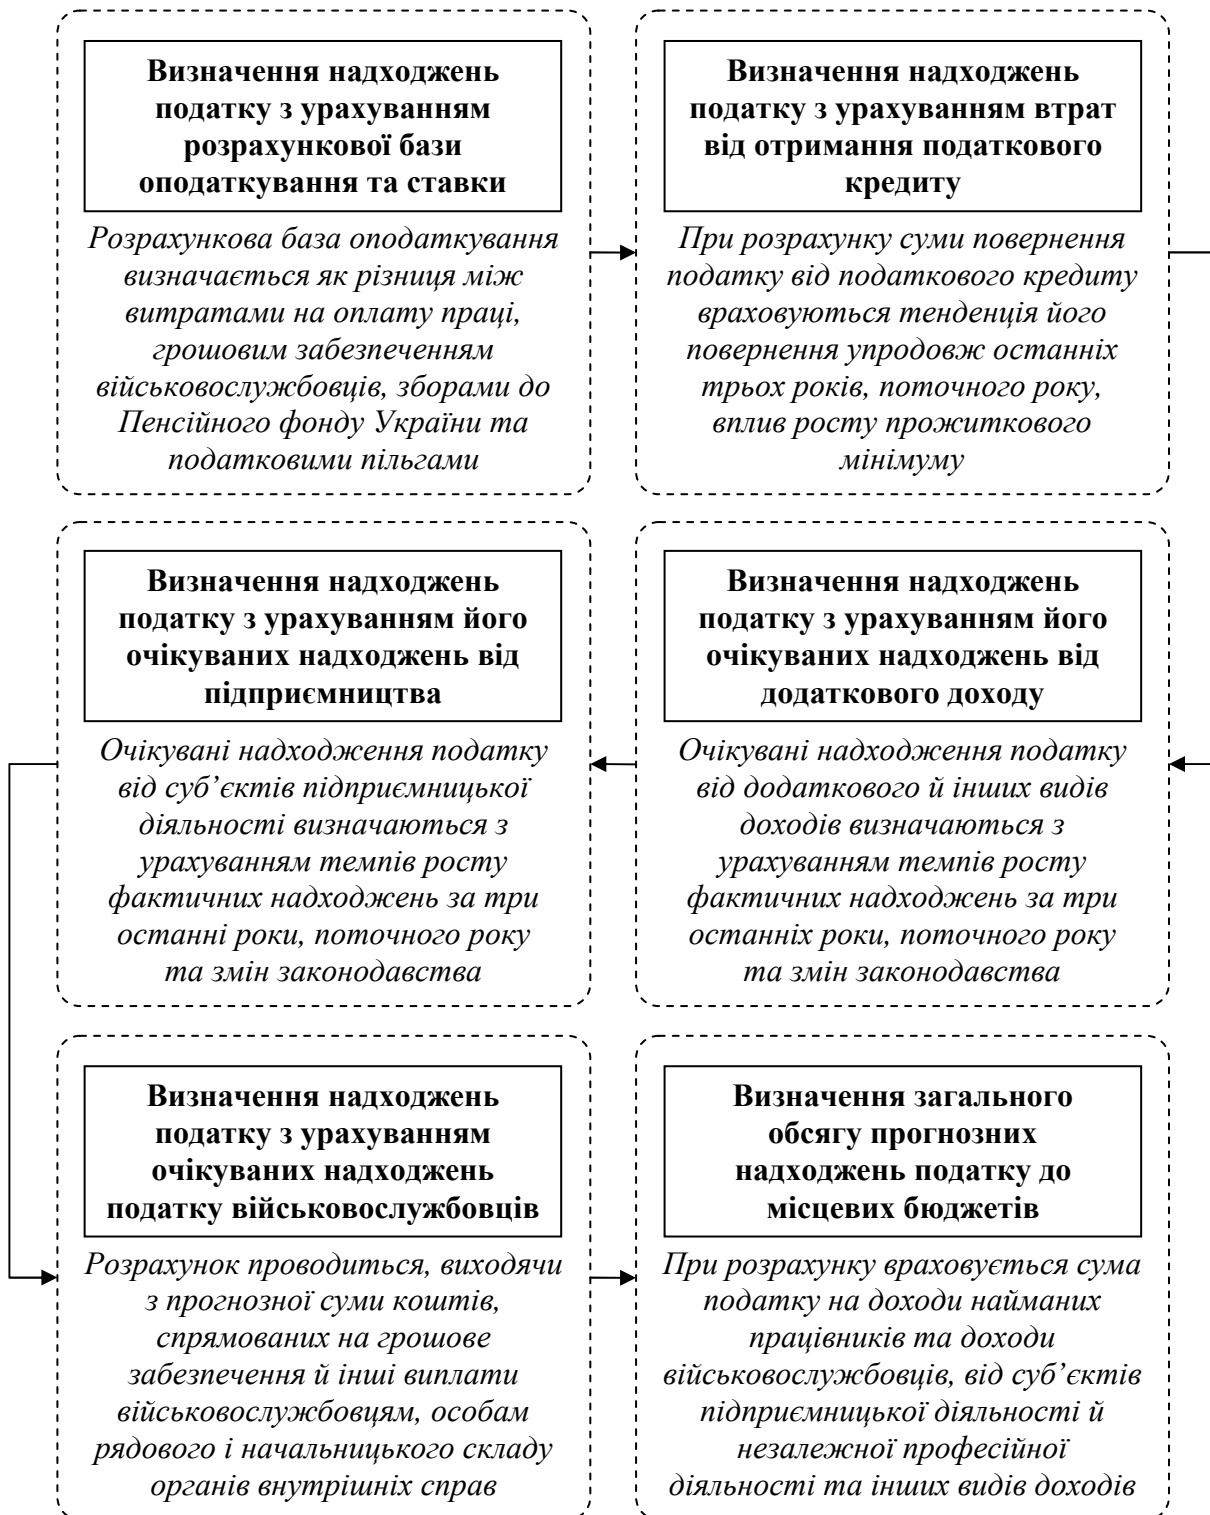 Визначення надходжень
податку з урахуванням
розрахункової бази
оподаткування та ставки
Розрахункова база оподаткування
визначається як різниця між
витратами на оплату праці,
грошовим забезпеченням
військовослужбовців, зборами до
Пенсійного фонду України та
податковими пільгами
Визначення надходжень
податку з урахуванням втрат
від отримання податкового
кредиту
При розрахунку суми повернення
податку від податкового кредиту
враховуються тенденція його
повернення упродовж останніх
трьох років, поточного року,
вплив росту прожиткового
мінімуму
Визначення надходжень
податку з урахуванням його
очікуваних надходжень від
додаткового доходу
Очікувані надходження податку
від додаткового й інших видів
доходів визначаються з
урахуванням темпів росту
фактичних надходжень за три
останніх роки, поточного року
та змін законодавства
Визначення надходжень
податку з урахуванням його
очікуваних надходжень від
підприємництва
Очікувані надходження податку
від суб’єктів підприємницької
діяльності визначаються з
урахуванням темпів росту
фактичних надходжень за три
останні роки, поточного року
та змін законодавства
Визначення надходжень
податку з урахуванням
очікуваних надходжень
податку військовослужбовців
Розрахунок проводиться, виходячи
з прогнозної суми коштів,
спрямованих на грошове
забезпечення й інші виплати
військовослужбовцям, особам
рядового і начальницького складу
органів внутрішніх справ
Визначення загального
обсягу прогнозних
надходжень податку до
місцевих бюджетів
При розрахунку враховується сума
податку на доходи найманих
працівників та доходи
військовослужбовців, від суб’єктів
підприємницької діяльності й
незалежної професійної
діяльності та інших видів доходів